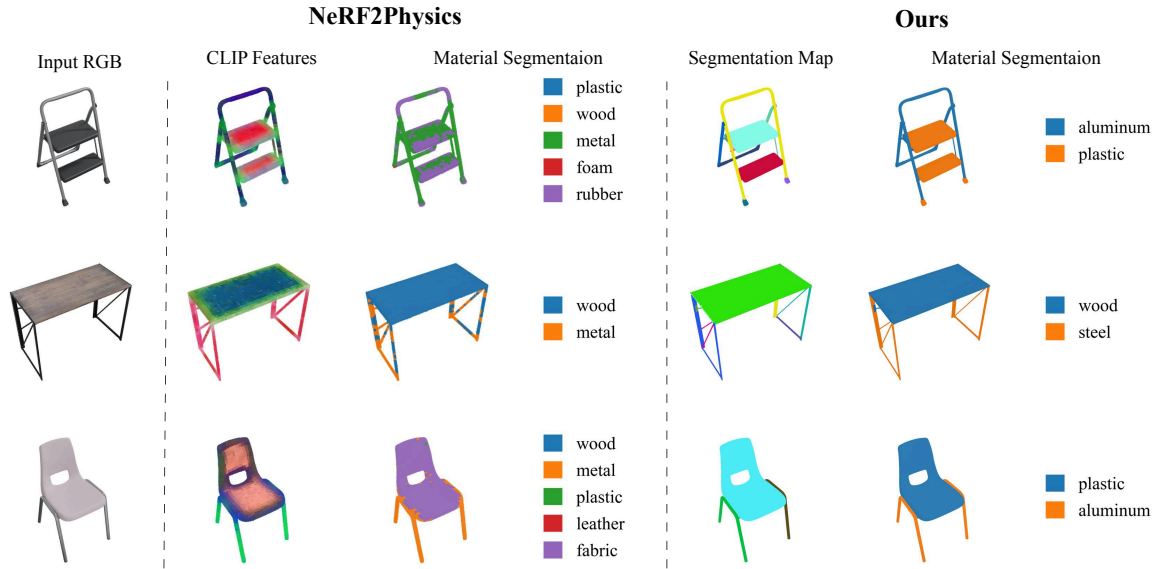 NeRF2Physics
Ours
Input RGB
CLIP Features
Material Segmentaion
Segmentation Map
Material Segmentaion
plastic
wood
metal
foam
rubber
aluminum
plastic
wood
metal
wood
steel
wood
metal
plastic
leather
fabric
plastic
aluminum